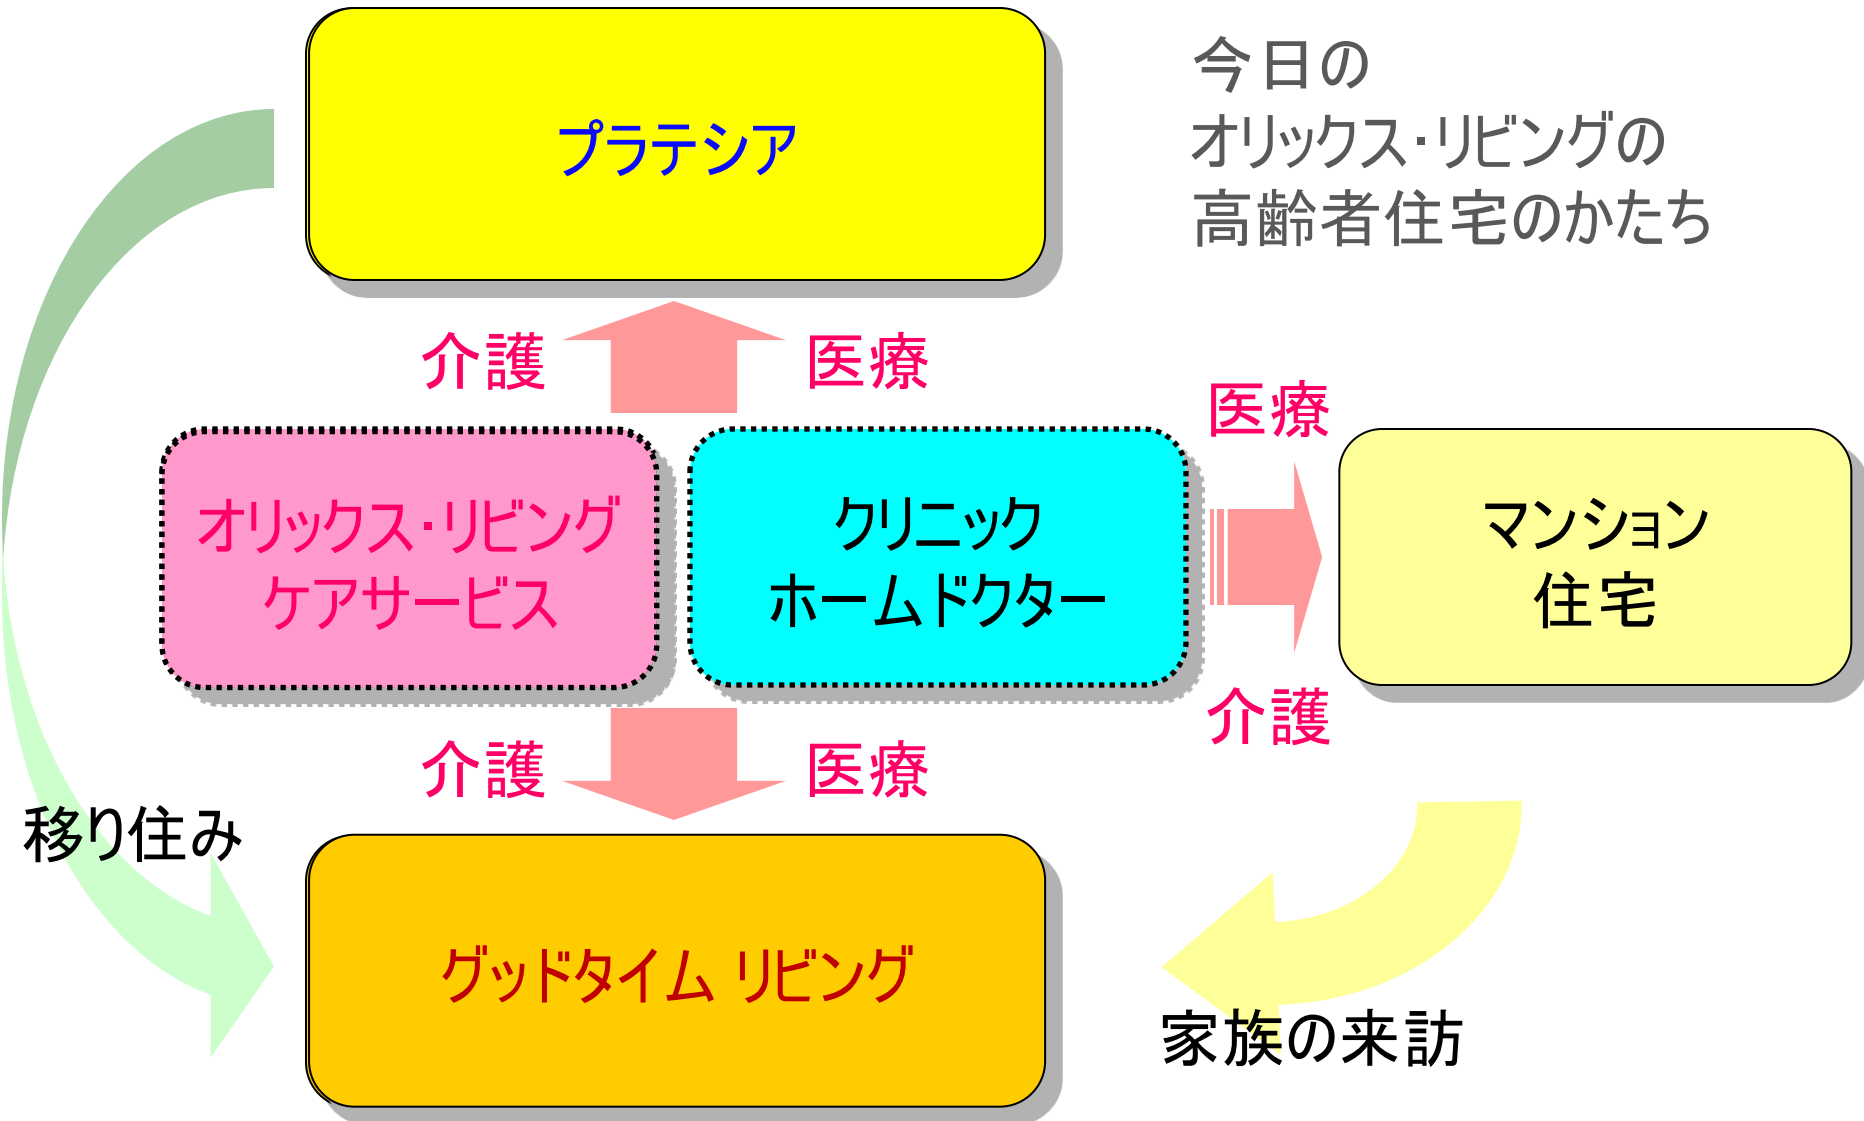 今日の
オリックス・リビングの
高齢者住宅のかたち
プラテシア
介護
医療
医療
オリックス・リビング
ケアサービス
クリニック
ホームドクター
マンション
住宅
介護
介護
医療
移り住み
グッドタイム リビング
家族の来訪